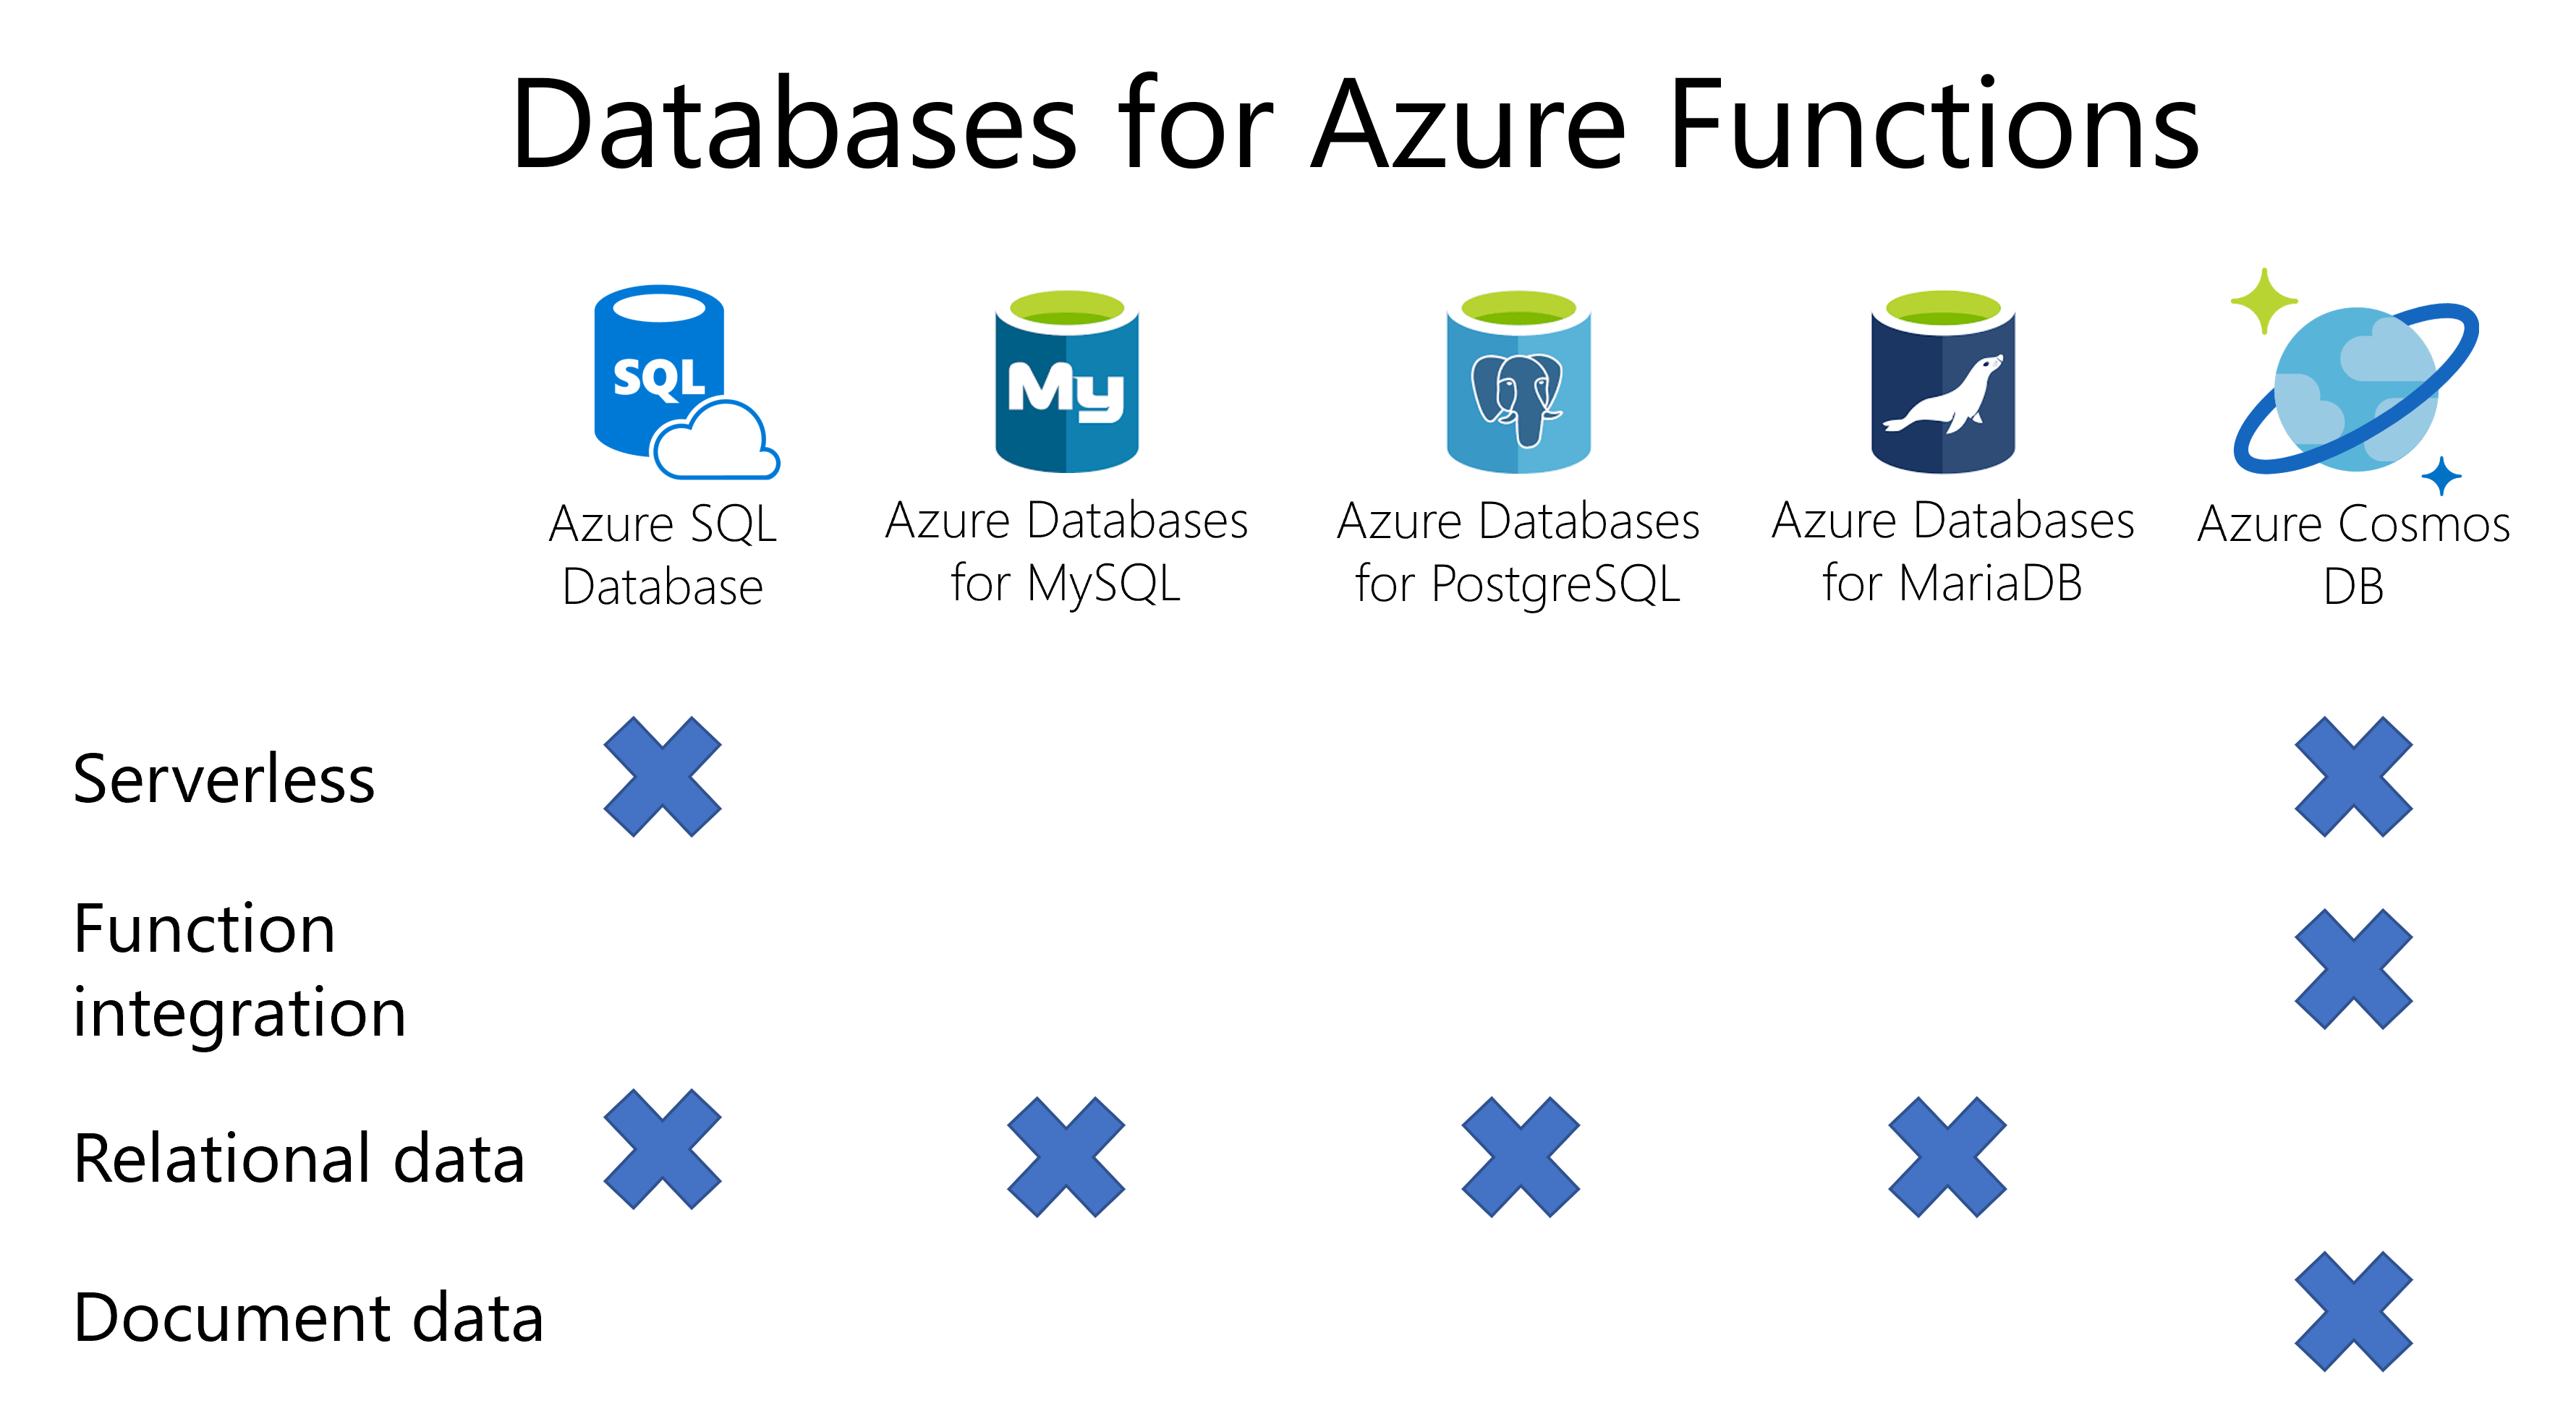 Databases for Azure Functions
SQL
My
Azure SQL
Database
Azure Databases
for MySQL
Azure Databases
for PostgreSQL
Azure Databases
for MariaDB
Azure Cosmos
DB
Serverless
Function
integration
Relational data
Document data